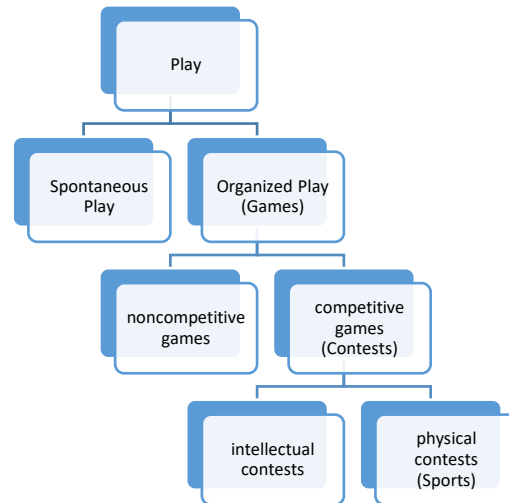 Play
Spontaneous
Play
Organized Play
(Games)
noncompetitive
games
competitive
games
(Contests)
intellectual
contests
physical
contests
(Sports)